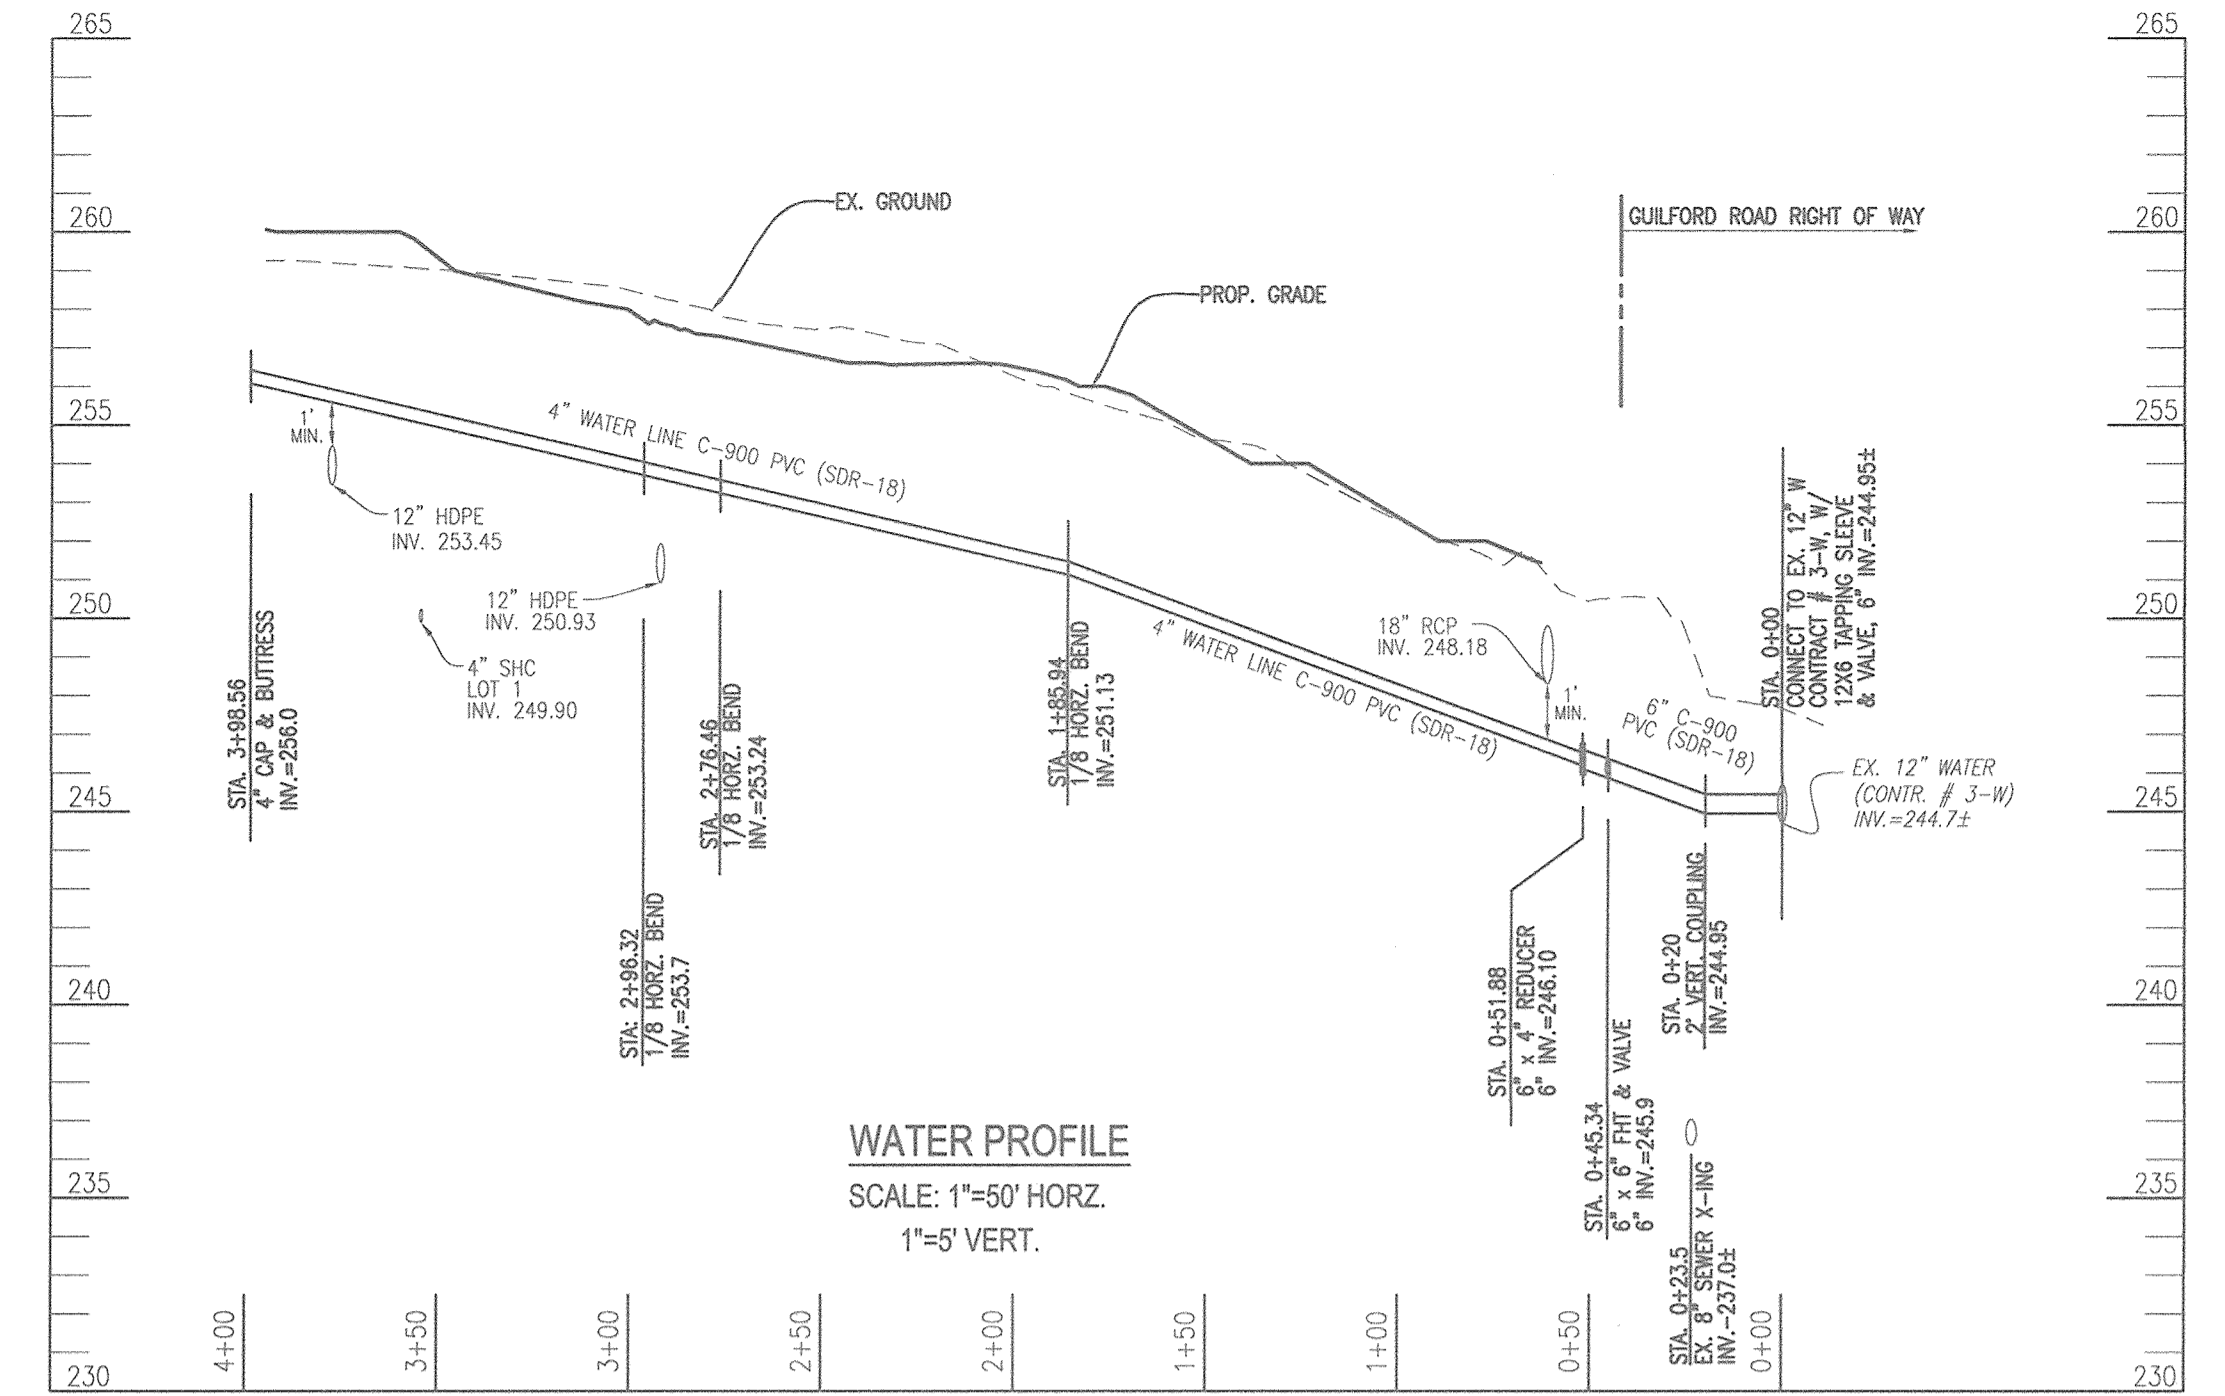 265
260
255
250
245
240
235
230
265
260
255
250
245
240
235
230
EX. GROUND
PROP. GRADE
GUILFORD ROAD RIGHT OF WAY
1'
MIN.
4" WATER LINE C-900 PVC (SDR-18)
12" HDPE
INV. 253.45
12" HDPE
INV. 250.93
4" SHC
LOT 1
INV. 249.90
18" RCP
INV. 248.18
1'
MIN.
4" WATER LINE C-900 PVC (SDR-18)
6" C-900
PVC (SDR-18)
EX. 12" WATER
(CONTR. # 3-W)
INV.=244.7±
STA. 3+98.56
4" CAP & BUTTRESS
INV.=256.0
STA: 2+96.32
1/8 HORZ. BEND
INV.=253.7
STA. 2+76.46
1/8 HORZ. BEND
INV.=253.24
STA. 1+85.94
1/8 HORZ. BEND
INV.=251.13
STA. 0+51.88
6" x 4" REDUCER
6" INV.=246.10
STA. 0+45.34
6" x 6" FHT & VALVE
6" INV.=245.9
STA. 0+20
2' VERT. COUPLING
INV.=244.95
STA. 0+23.5
EX. 8" SEWER X-ING
INV.-237.0±
STA. 0+00
CONNECT TO EX. 12" W
CONTRACT # 3-W, W/
12X6 TAPPING SLEEVE
& VALVE, 6" INV.=244.95±
WATER PROFILE
SCALE: 1"=50' HORZ.
1"=5' VERT.
4+00
3+50
3+00
2+50
2+00
1+50
1+00
0+50
0+00